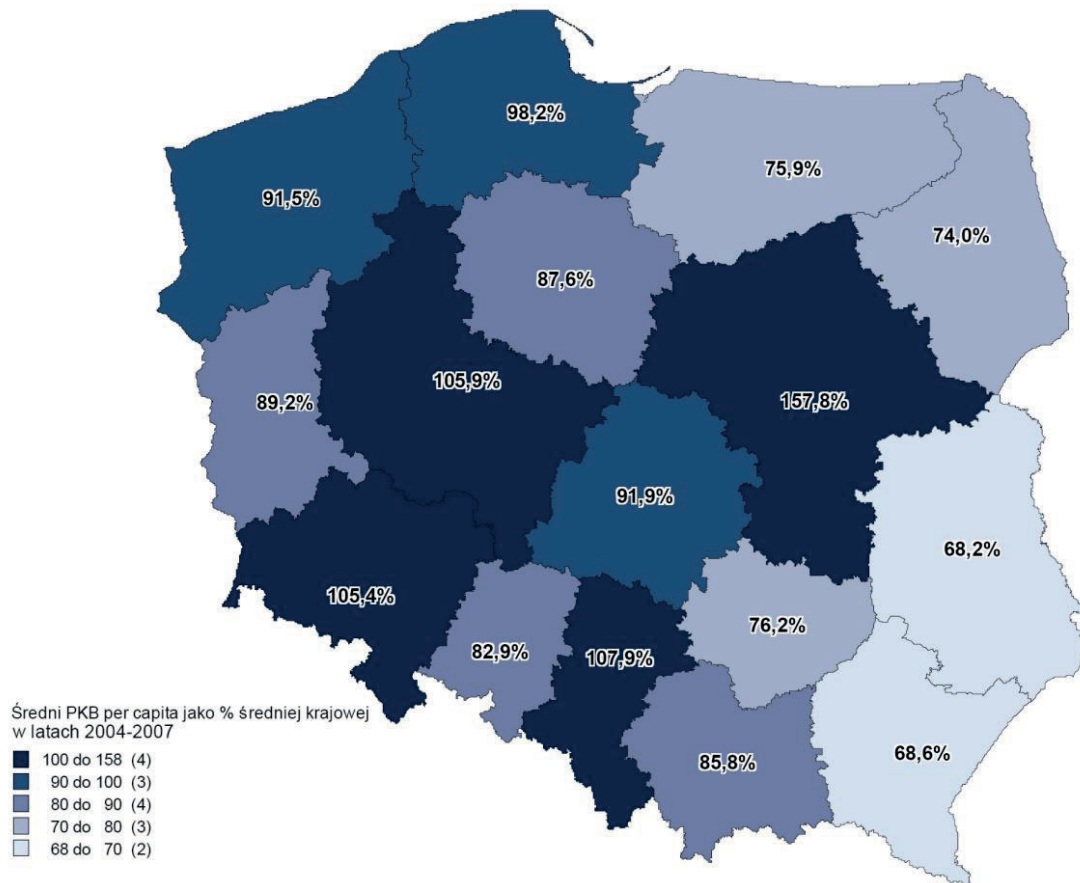 98,2%
75,9%
91,5%
74,0%
87,6%
105,9%
157,8%
89,2%
91,9%
68,2%
105,4%
76,2%
82,9%
107,9%
68,6%
85,8%
Średni PKB per capita jako % średniej krajowej
w latach 2004-2007
100 do 158 (4)
90 do 100 (3)
80 do 90 (4)
70 do 80 (3)
68 do 70 (2)